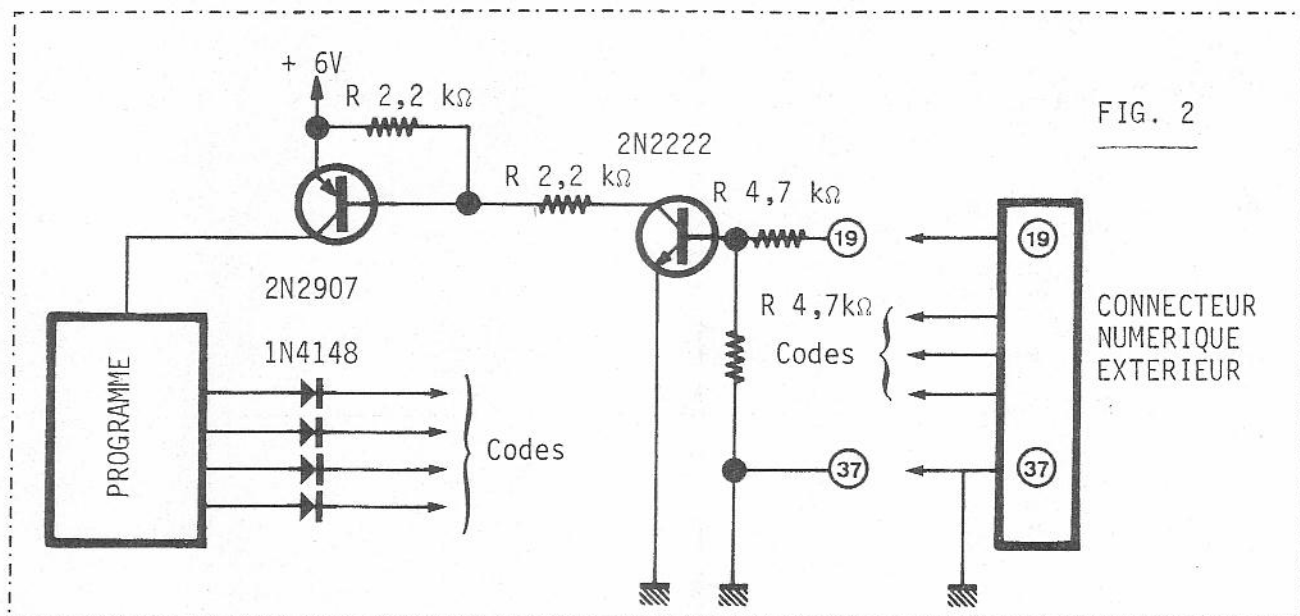 + 6V
R 2,2 kΩ
FIG. 2
2N2222
R 2,2 kΩ
R 4,7 kΩ
19
19
2N2907
R 4,7kΩ
Codes
CONNECTEUR
NUMERIQUE
EXTERIEUR
1N4148
PROGRAMME
Codes
37
37